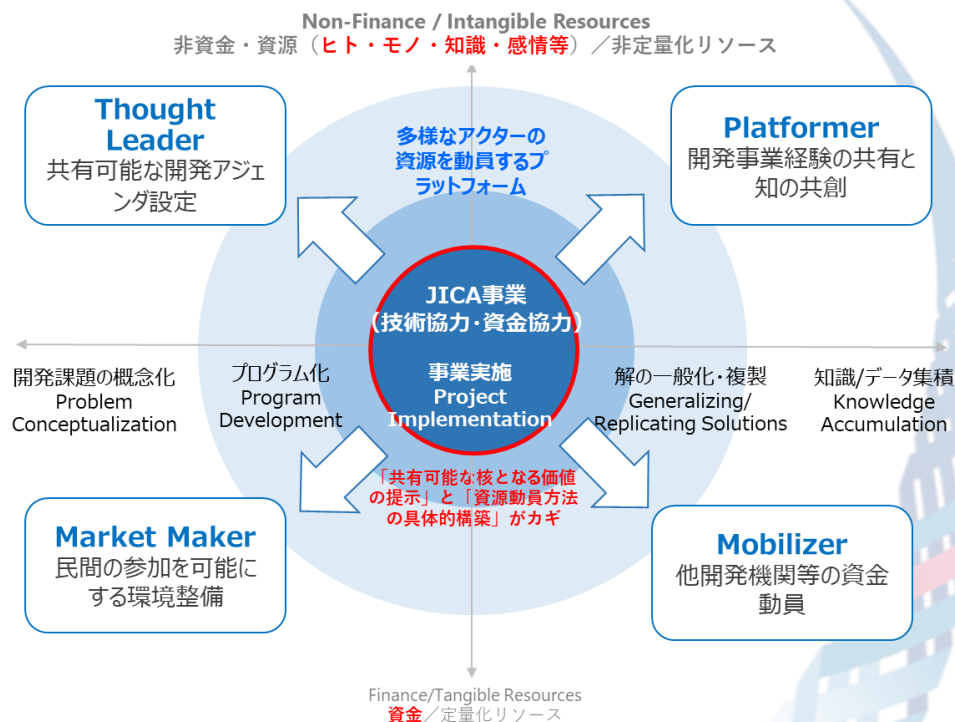 Non-Finance / Intangible Resources
非資金・資源（ヒト・モノ・知識・感情等）／非定量化リソース
Thought
Leader
共有可能な開発アジェ
ンダ設定
多様なアクターの
資源を動員するプ
ラットフォーム
Platformer
開発事業経験の共有と
知の共創
JICA事業
（技術協力・資金協力）
事業実施
Project
Implementation
開発課題の概念化
Problem
Conceptualization
プログラム化
Program
Development
解の一般化・複製
Generalizing/
Replicating Solutions
知識/データ集積
Knowledge
Accumulation
「共有可能な核となる価値
の提示」と「資源動員方法
の具体的構築」がカギ
Market Maker
民間の参加を可能に
する環境整備
Mobilizer
他開発機関等の資金
動員
Finance/Tangible Resources
資金／定量化リソース